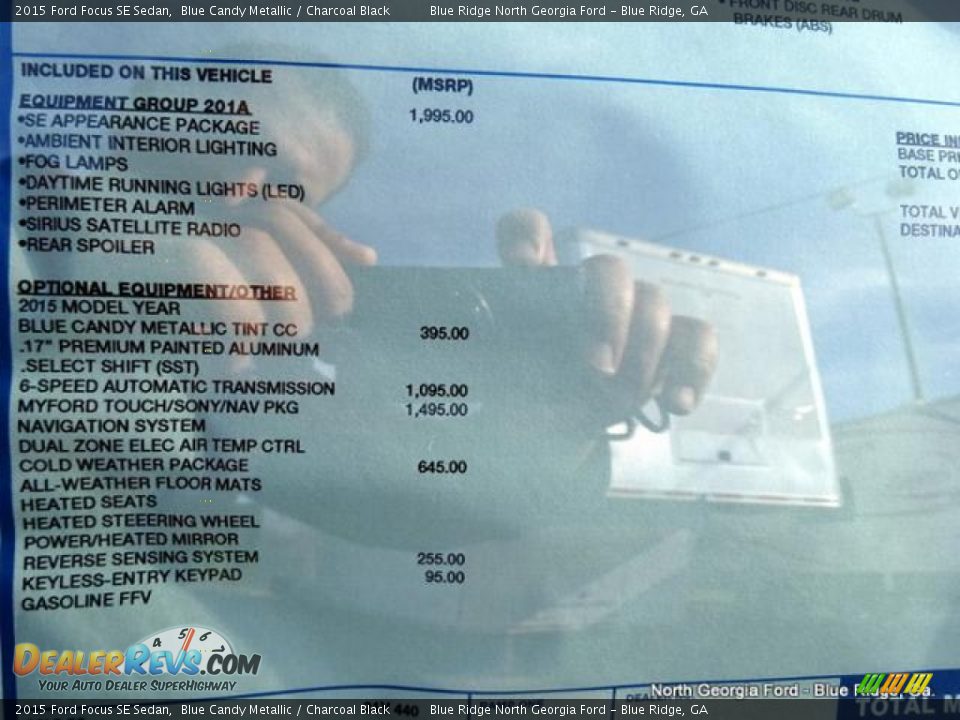 2015 Ford Focus SE Sedan, Blue Candy Metallic / Charcoal Black Blue Ridge North Georgia Ford - Blue Ridge, GA
• FRONT DISC REAR DRUM
BRAKES (ABS)
INCLUDED ON THIS VEHICLE (MSRP)
EQUIPMENT GROUP 201A 1,995.00
•SE APPEARANCE PACKAGE
•AMBIENT INTERIOR LIGHTING
•FOG LAMPS
•DAYTIME RUNNING LIGHTS (LED)
•PERIMETER ALARM
•SIRIUS SATELLITE RADIO
•REAR SPOILER
PRICE IN
BASE PRI
TOTAL O
TOTAL V
DESTINA
OPTIONAL EQUIPMENT/OTHER
2015 MODEL YEAR
BLUE CANDY METALLIC TINT CC 395.00
.17" PREMIUM PAINTED ALUMINUM
.SELECT SHIFT (SST)
6-SPEED AUTOMATIC TRANSMISSION 1,095.00
MYFORD TOUCH/SONY/NAV PKG 1,495.00
NAVIGATION SYSTEM
DUAL ZONE ELEC AIR TEMP CTRL
COLD WEATHER PACKAGE 645.00
ALL-WEATHER FLOOR MATS
HEATED SEATS
HEATED STEEERING WHEEL
POWER/HEATED MIRROR
REVERSE SENSING SYSTEM 255.00
KEYLESS-ENTRY KEYPAD 95.00
GASOLINE FFV
4 5 6
DEALERREVS.COM
YOUR AUTO DEALER SUPERHIGHWAY
North Georgia Ford - Blue Ridge, Ga.
440
TOTAL M
2015 Ford Focus SE Sedan, Blue Candy Metallic / Charcoal Black Blue Ridge North Georgia Ford - Blue Ridge, GA